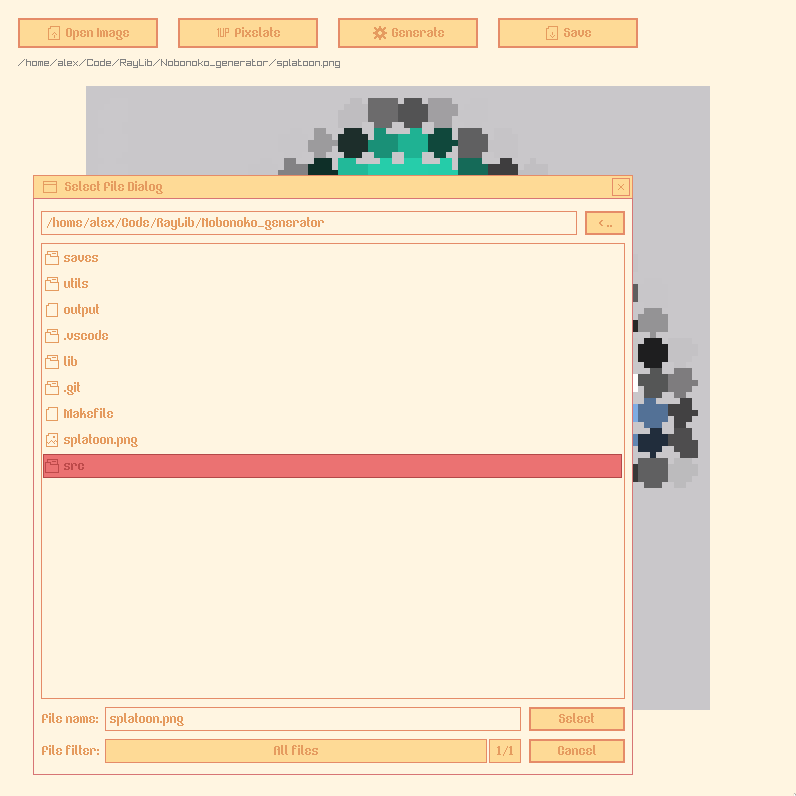 Open Image
1UP Pixelate
Generate
Save
/home/alex/Code/RayLib/Nobonoko_generator/splatoon.png
Select File Dialog
/home/alex/Code/RayLib/Nobonoko_generator
< ..
saves
utils
output
.vscode
lib
.git
Makefile
splatoon.png
src
File name:
splatoon.png
Select
File filter:
All files
1/1
Cancel